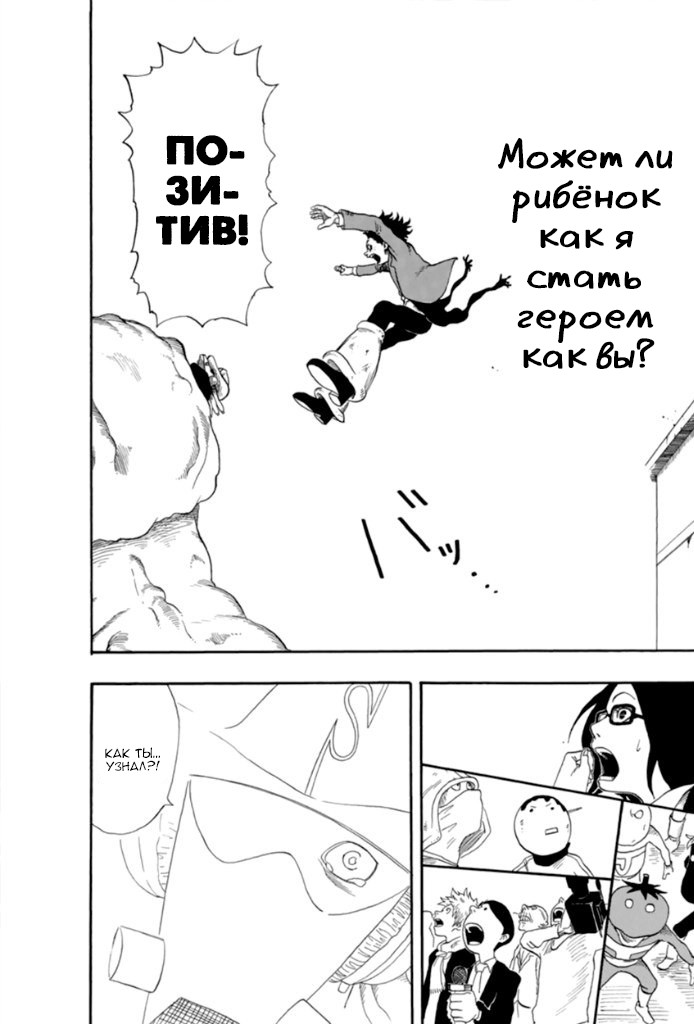 Может ли
рибёнок
как я
стать
героем
как вы?
ПО-
ЗИ-
ТИВ!
バッ...
КАК ТЫ...
УЗНАЛ?!